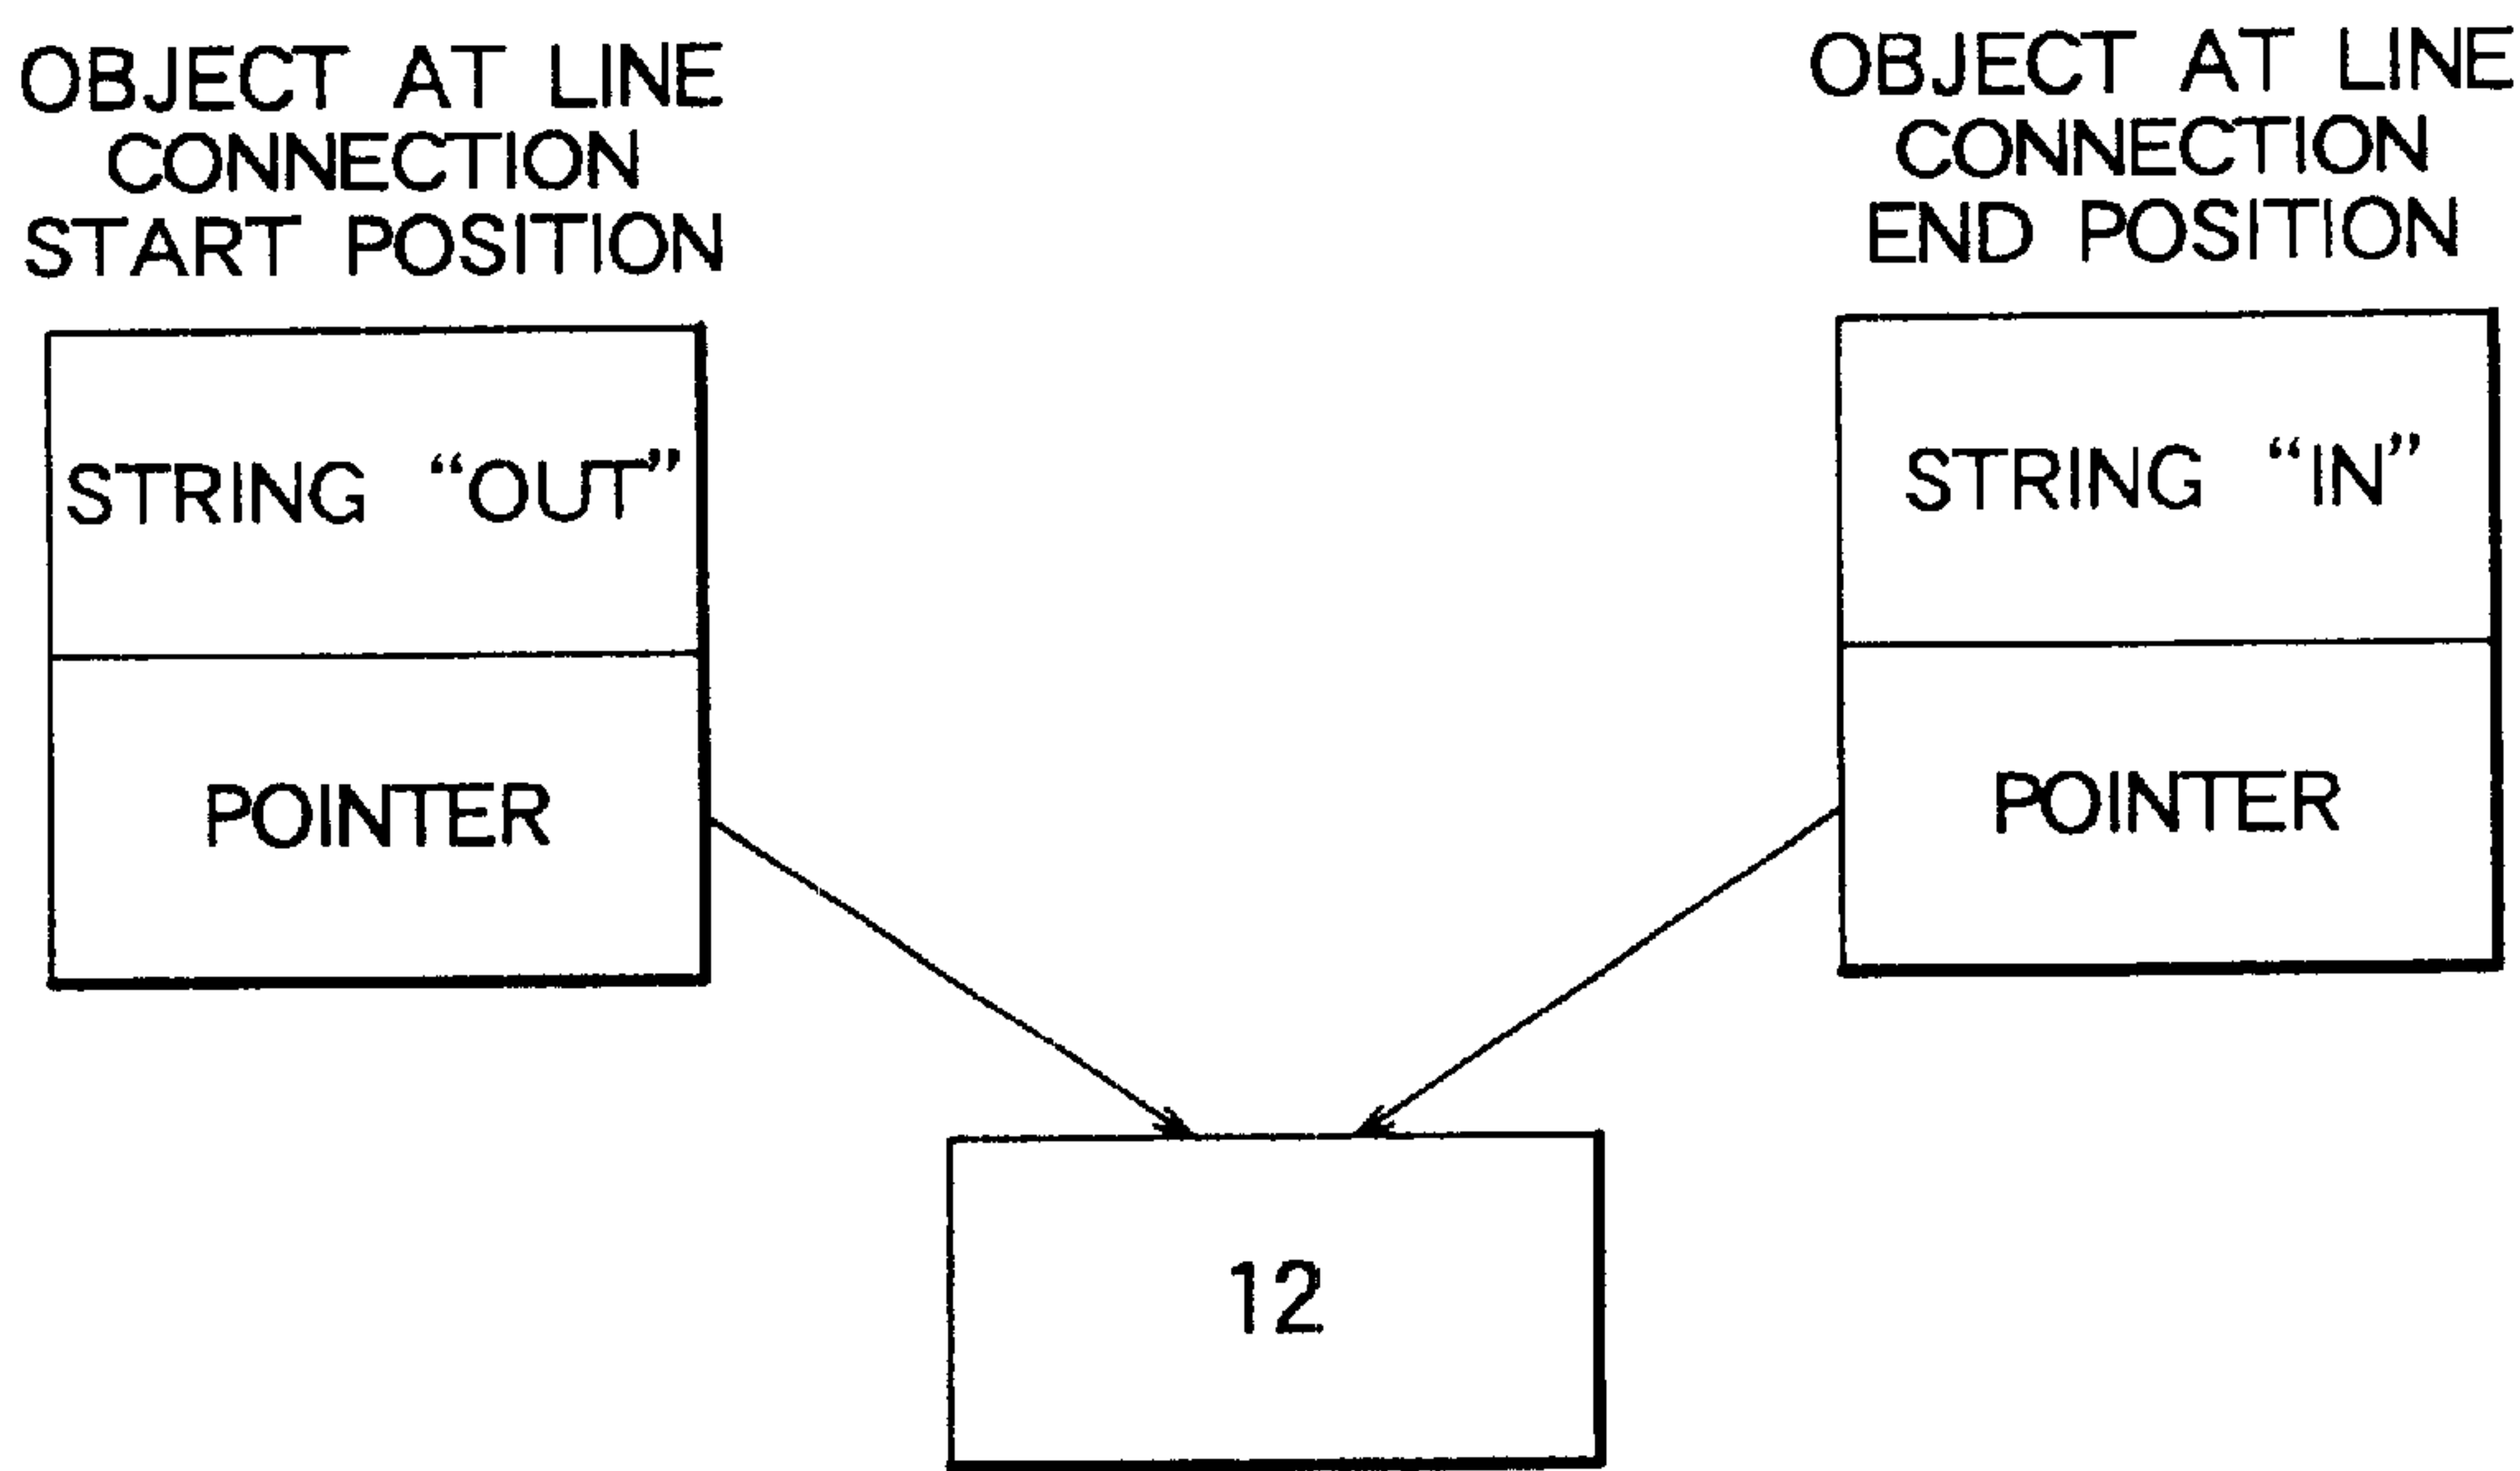 OBJECT AT LINE
CONNECTION
START POSITION
STRING “OUT”
POINTER
OBJECT AT LINE
CONNECTION
END POSITION
STRING “IN”
POINTER
12